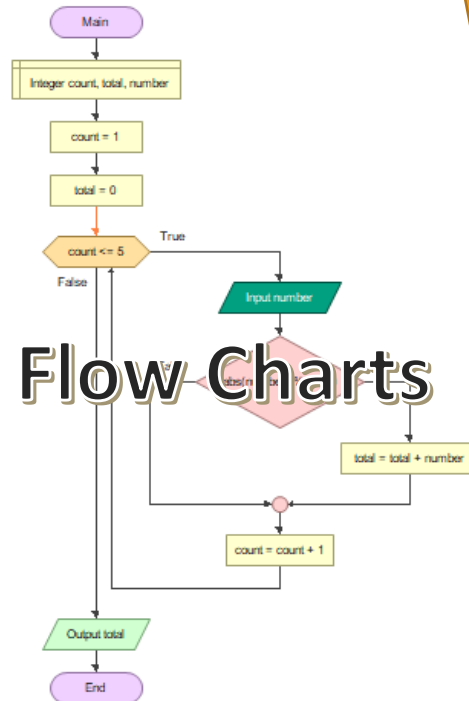 Main
Integer count, total, number
count = 1
total = 0
count <= 5
True
False
Input number
Flow Charts
total = total + number
count = count + 1
Output total
End